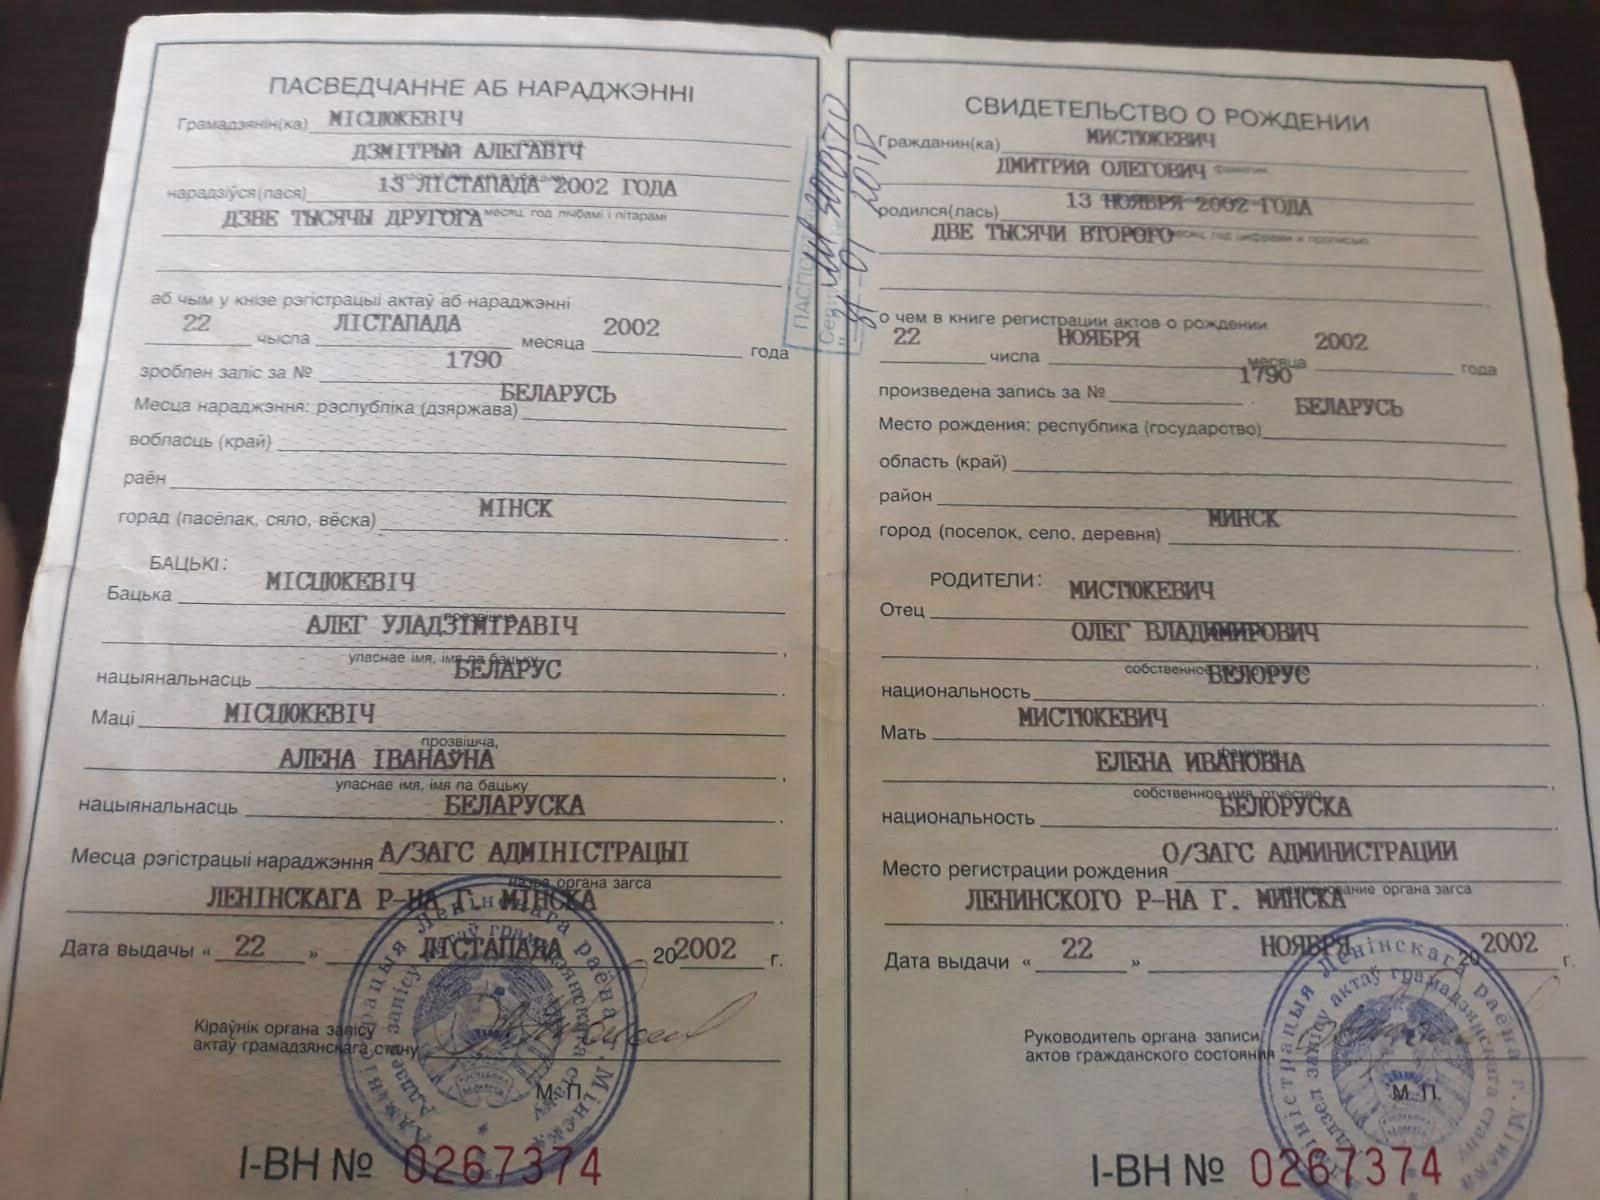 ПАСВЕДЧАННЕ АБ НАРАДЖЭННІ
Грамадзянін(ка) МІСЦЮКЕВІЧ
ДЗМІТРЫЙ АЛЕГАВІЧ
нарадзіўся(лася) 13 ЛІСТАПАДА 2002 ГОДА
месяц, год лічбамі і літарамі
ДЗВЕ ТЫСЯЧЫ ДРУГОГА
аб чым у кнізе рэгістрацыі актаў аб нараджэнні
22 чысла ЛІСТАПАДА месяца 2002 года
зроблен запіс за № 1790
Месца нараджэння: рэспубліка (дзяржава) БЕЛАРУСЬ
вобласць (край)
раён
горад (пасёлак, сяло, вёска) МІНСК
БАЦЬКІ:
Бацька МІСЦЮКЕВІЧ
прозвішча
АЛЕГ УЛАДЗІМІРАВІЧ
уласнае імя, імя па бацьку
нацыянальнасць БЕЛАРУС
Маці МІСЦЮКЕВІЧ
прозвішча,
АЛЕНА ІВАНАЎНА
уласнае імя, імя па бацьку
нацыянальнасць БЕЛАРУСКА
Месца рэгістрацыі нараджэння А/ЗАГС АДМІНІСТРАЦЫІ
назва органа загса
ЛЕНІНСКАГА Р-НА Г. МІНСКА
Дата выдачы « 22 » ЛІСТАПАДА 20 2002 г.
Кіраўнік органа запісу
актаў грамадзянскага стану
М. П.
І-ВН № 0267374
СВИДЕТЕЛЬСТВО О РОЖДЕНИИ
Гражданин(ка) МИСТЮКЕВИЧ
фамилия,
ДМИТРИЙ ОЛЕГОВИЧ
родился(лась) 13 НОЯБРЯ 2002 ГОДА
месяц, год цифрами и прописью
ДВЕ ТЫСЯЧИ ВТОРОГО
о чем в книге регистрации актов о рождении
22 числа НОЯБРЯ месяца 2002 года
произведена запись за № 1790
Место рождения: республика (государство) БЕЛАРУСЬ
область (край)
район
город (поселок, село, деревня) МИНСК
РОДИТЕЛИ:
Отец МИСТЮКЕВИЧ
ОЛЕГ ВЛАДИМИРОВИЧ
собственное
национальность БЕЛОРУС
Мать МИСТЮКЕВИЧ
фамилия
ЕЛЕНА ИВАНОВНА
собственное имя, отчество
национальность БЕЛОРУСКА
Место регистрации рождения О/ЗАГС АДМИНИСТРАЦИИ
наименование органа загса
ЛЕНИНСКОГО Р-НА Г. МИНСКА
Дата выдачи « 22 » НОЯБРЯ 20 2002 г.
Руководитель органа записи
актов гражданского состояния
М. П.
І-ВН № 0267374